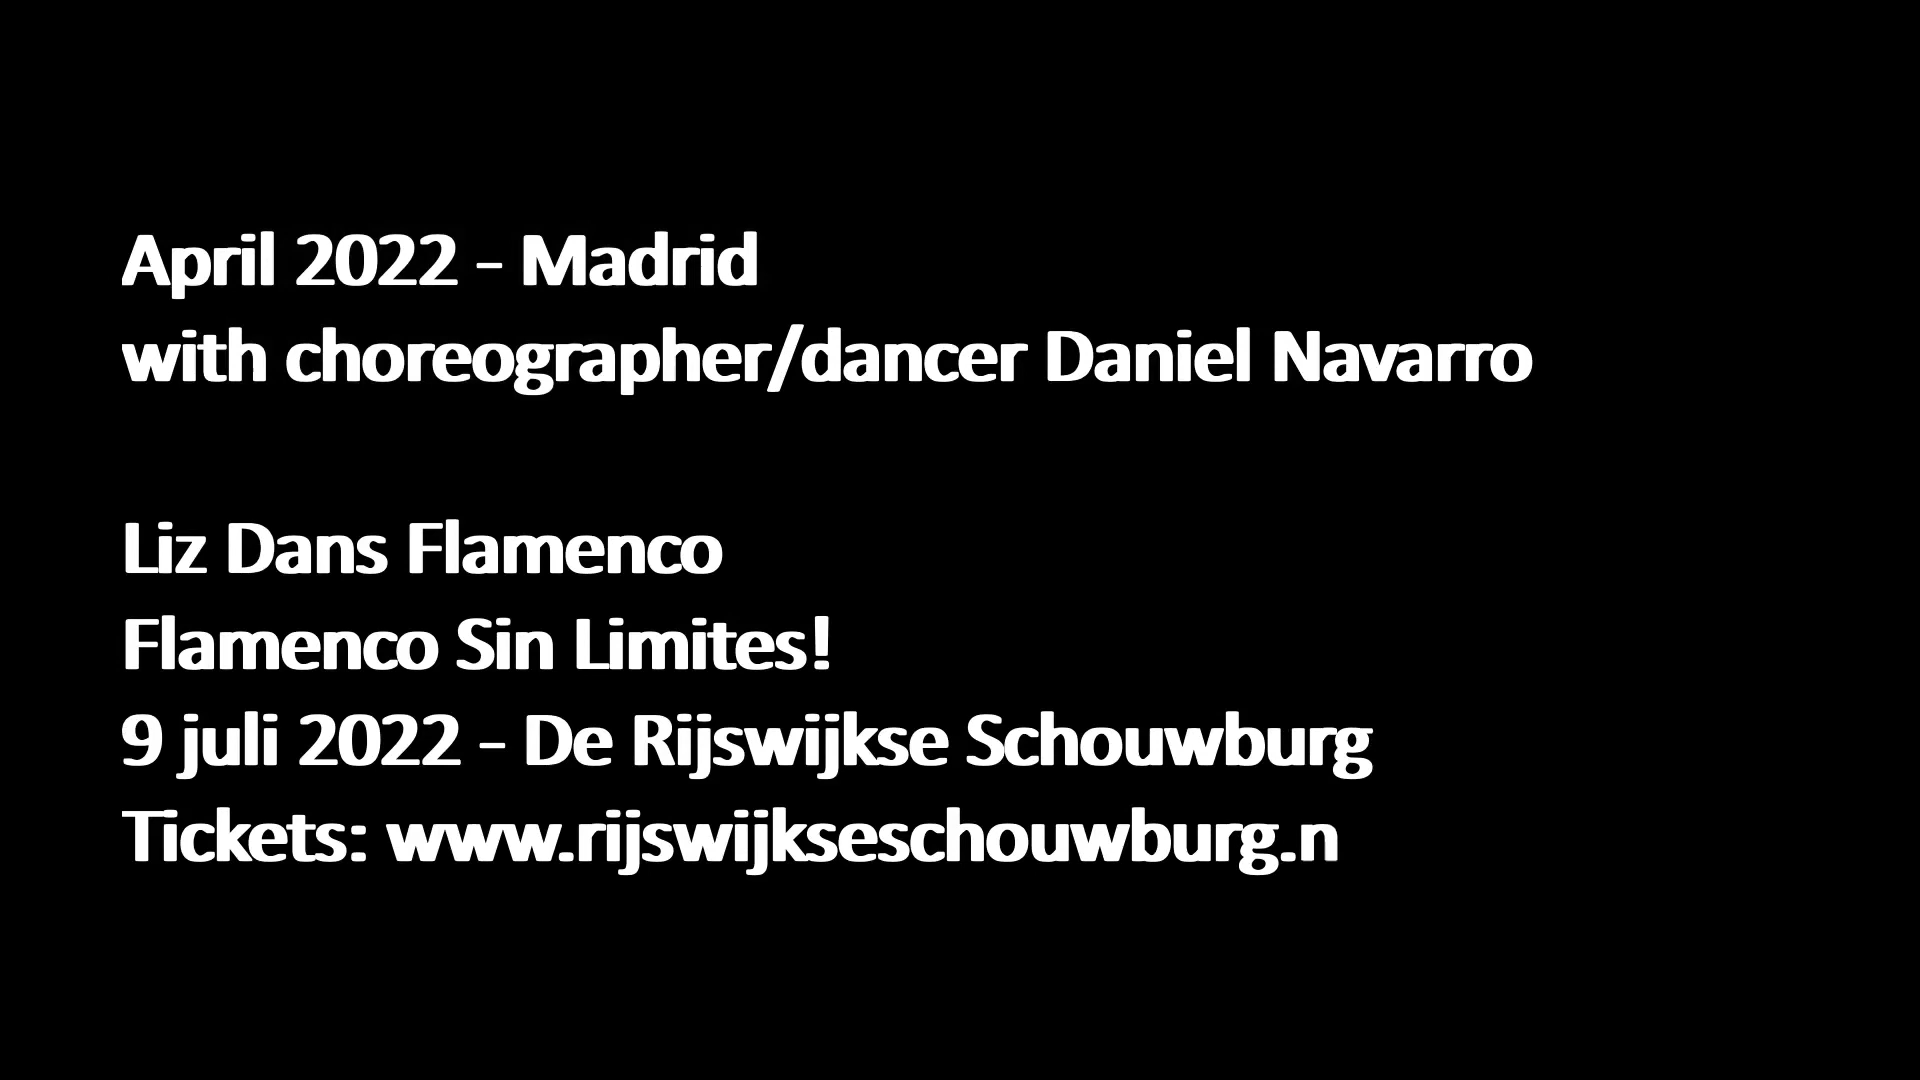 April 2022 - Madrid
with choreographer/dancer Daniel Navarro
Liz Dans Flamenco
Flamenco Sin Limites!
9 juli 2022 - De Rijswijkse Schouwburg
Tickets: www.rijswijkseschouwburg.n